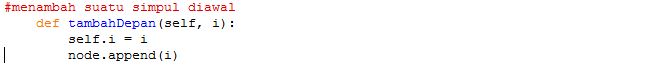 #menambah suatu simpul diawal
def tambahDepan(self, i):
self.i = i
node.append(i)